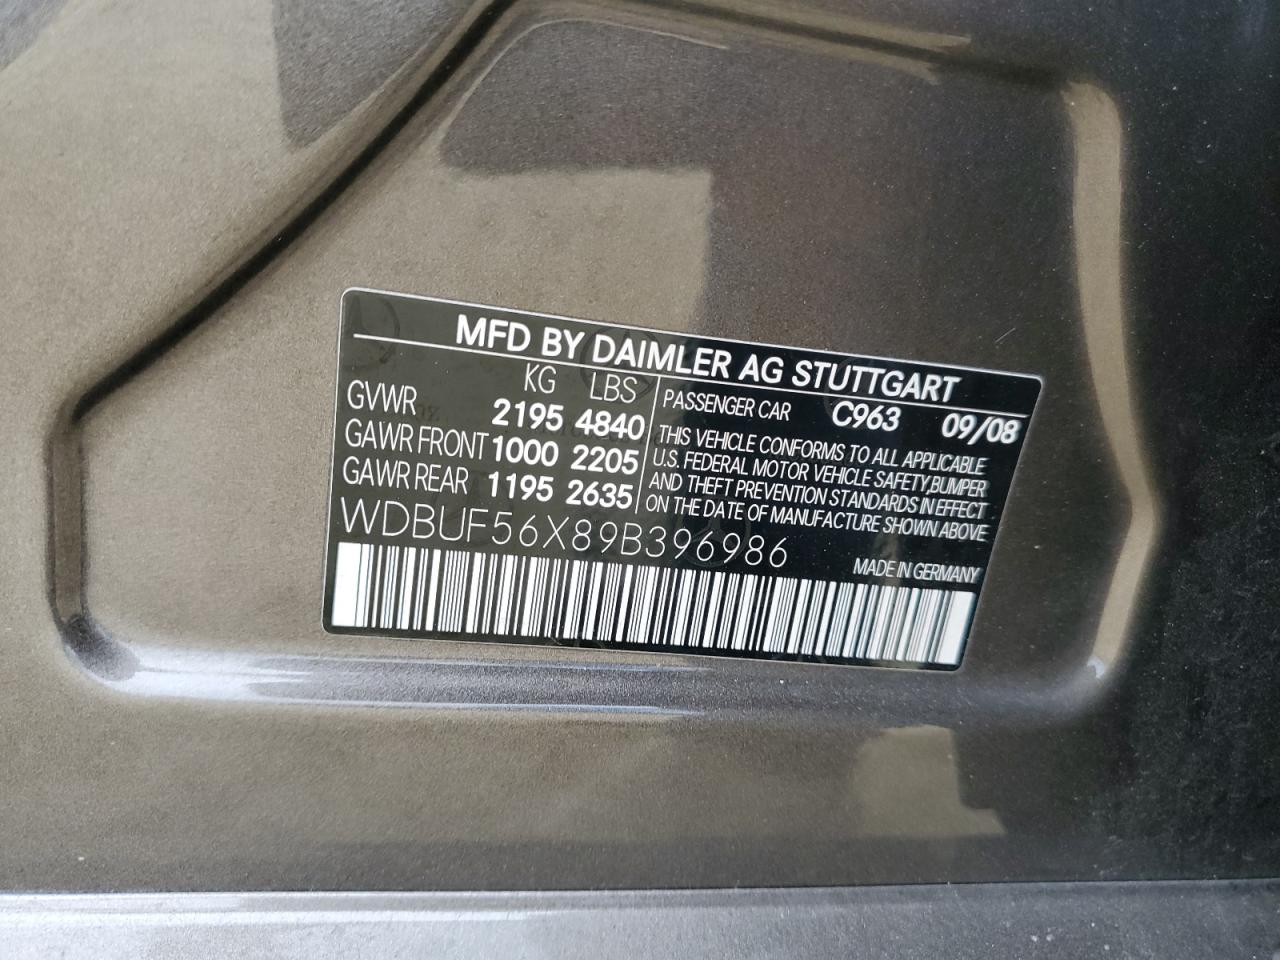 MFD BY DAIMLER AG STUTTGART
KG LBS
GVWR 2195 4840
GAWR FRONT 1000 2205
GAWR REAR 1195 2635
PASSENGER CAR C963 09/08
THIS VEHICLE CONFORMS TO ALL APPLICABLE
U.S. FEDERAL MOTOR VEHICLE SAFETY,BUMPER
AND THEFT PREVENTION STANDARDS IN EFFECT
ON THE DATE OF MANUFACTURE SHOWN ABOVE
WDBUF56X89B396986
MADE IN GERMANY